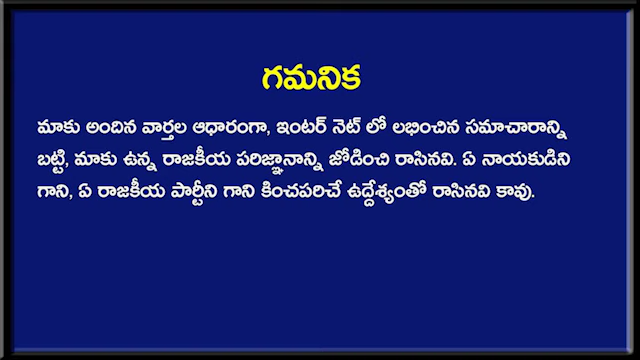 గమనిక
మాకు అందిన వార్తల ఆధారంగా, ఇంటర్ నెట్ లో లభించిన సమాచారాన్ని
బట్టి, మాకు ఉన్న రాజకీయ పరిజ్ఞానాన్ని జోడించి రాసినవి. ఏ నాయకుడిని
గాని, ఏ రాజకీయ పార్టీని గాని కించపరిచే ఉద్దేశ్యంతో రాసినవి కావు.